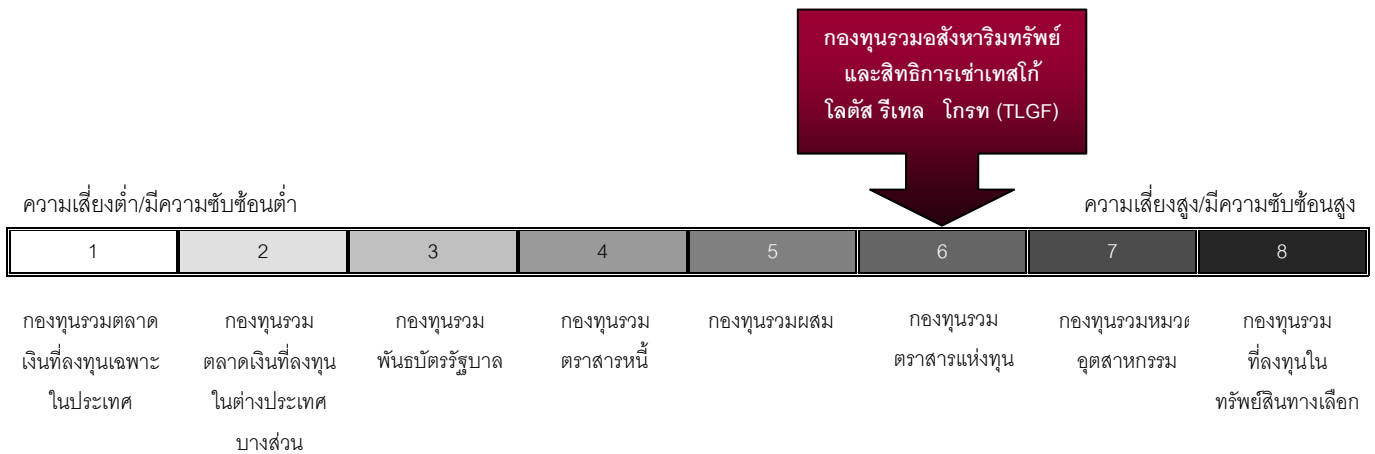 กองทุนรวมอสังหาริมทรัพย์
และสิทธิการเช่าเทสโก้
โลตัส รีเทล โกรท (TLGF)
ความเสี่ยงต่ำ/มีความซับซ้อนต่ำ
ความเสี่ยงสูง/มีความซับซ้อนสูง
1 2 3 4 5 6 7 8
กองทุนรวมตลาด
เงินที่ลงทุนเฉพาะ
ในประเทศ
กองทุนรวม
ตลาดเงินที่ลงทุน
ในต่างประเทศ
บางส่วน
กองทุนรวม
พันธบัตรรัฐบาล
กองทุนรวม
ตราสารหนี้
กองทุนรวมผสม
กองทุนรวม
ตราสารแห่งทุน
กองทุนรวมหมวด
อุตสาหกรรม
กองทุนรวม
ที่ลงทุนใน
ทรัพย์สินทางเลือก